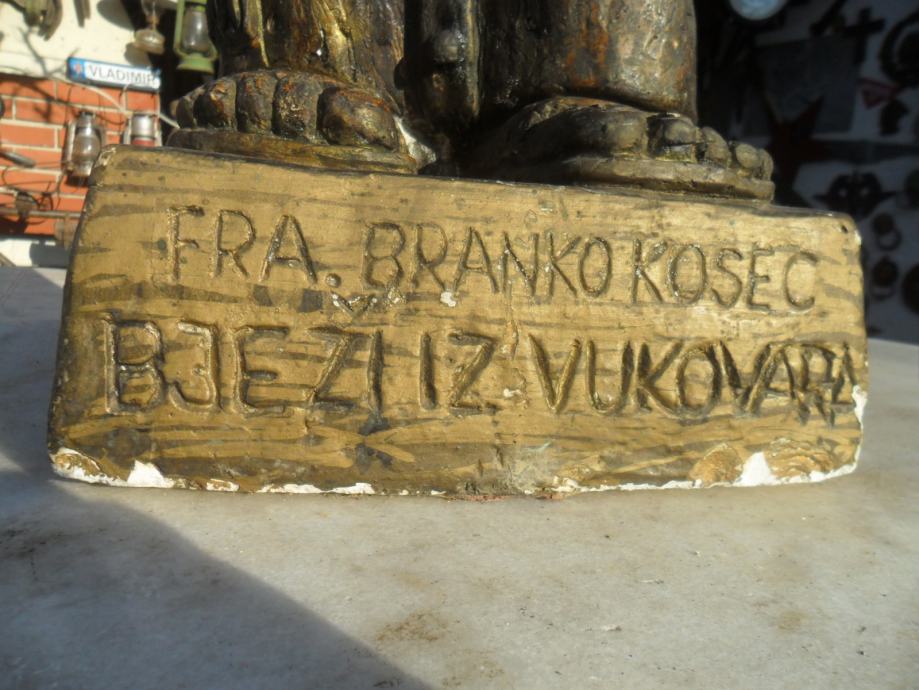 VLADIMIR
FRA. BRANKO KOSEC
BJEŽI IZ VUKOVARA